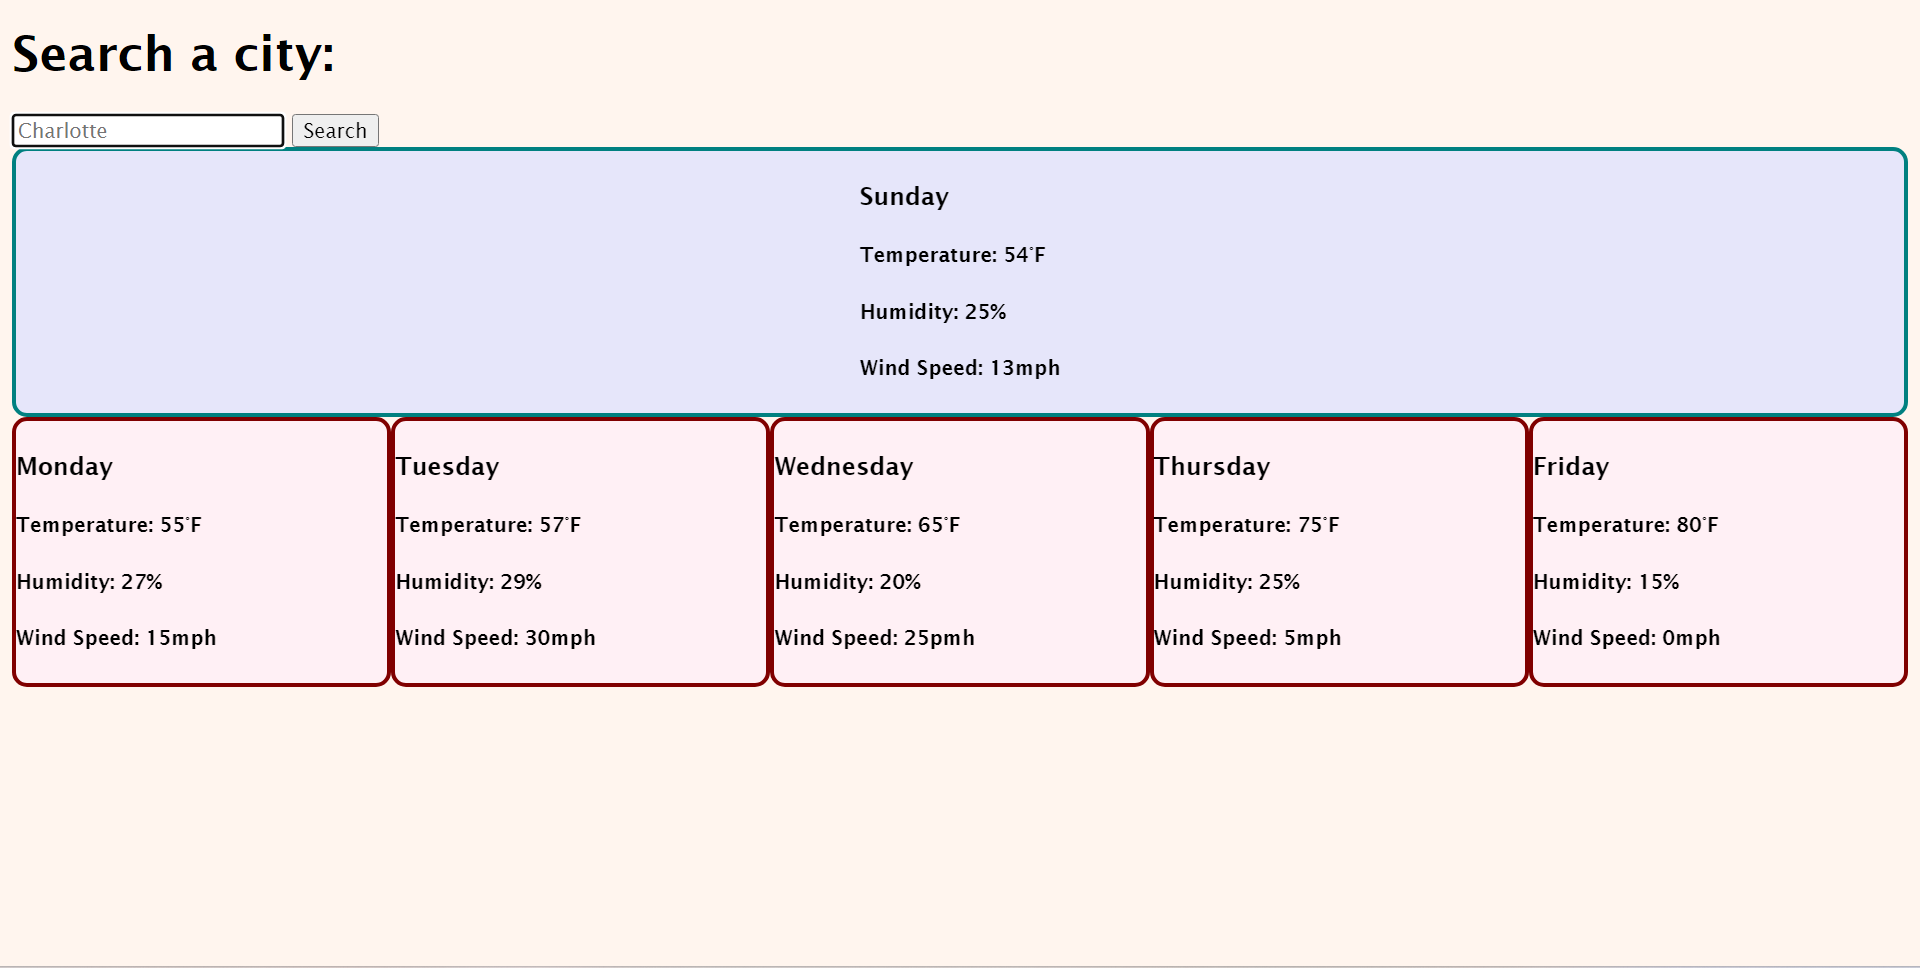 Search a city:
Charlotte Search
Sunday
Temperature: 54°F
Humidity: 25%
Wind Speed: 13mph
Monday
Temperature: 55°F
Humidity: 27%
Wind Speed: 15mph
Tuesday
Temperature: 57°F
Humidity: 29%
Wind Speed: 30mph
Wednesday
Temperature: 65°F
Humidity: 20%
Wind Speed: 25pmh
Thursday
Temperature: 75°F
Humidity: 25%
Wind Speed: 5mph
Friday
Temperature: 80°F
Humidity: 15%
Wind Speed: 0mph